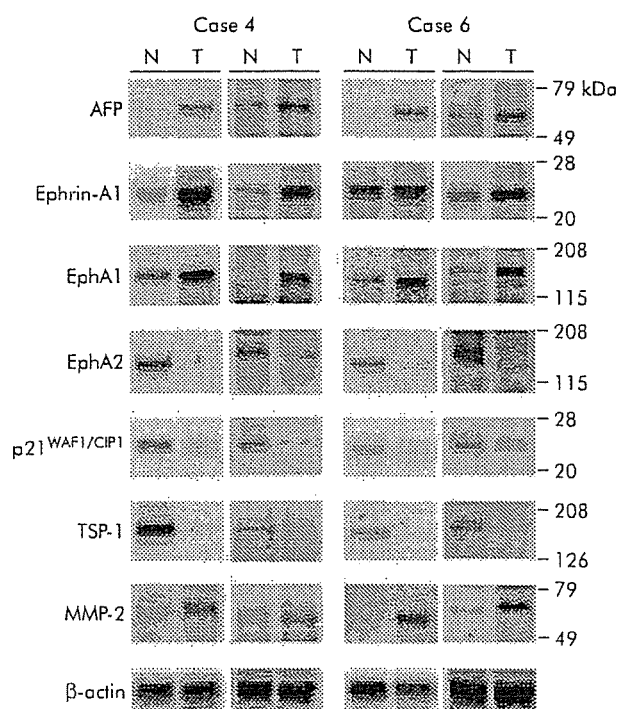 Case 4 Case 6
N T N T N T N T
AFP 79 kDa
49
Ephrin-A1 28
20
EphA1 208
115
EphA2 208
115
p21WAF1/CIP1 28
20
TSP-1 208
126
MMP-2 79
49
β-actin